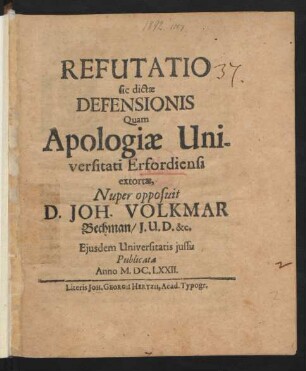 REFUTATIO
37.
sic dictæ
DEFENSIONIS
Quam
Apologiæ Uni-
versitati Erfordiensi
extortæ,
Nuper opposuit
D. JOH. VOLKMAR
Bechman/ J. U. D. &c.
Ejusdem Universitatis jussu
Publicata
Anno M. DC. LXXII.
Literis JOH. GEORGII HERTZII, Acad. Typogr.